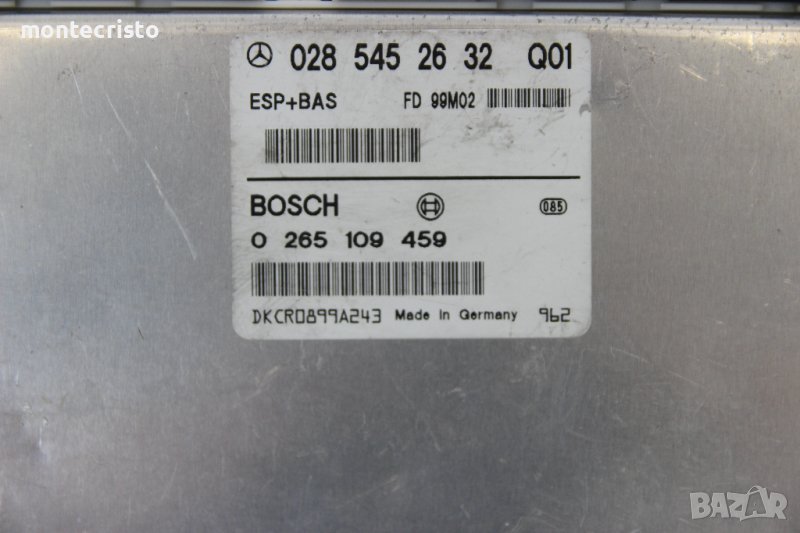 montecristo
028 545 26 32 Q01
ESP+BAS FD 99M02
BOSCH 085
0 265 109 459
DKCR0899A243 Made in Germany 962
BAZAR